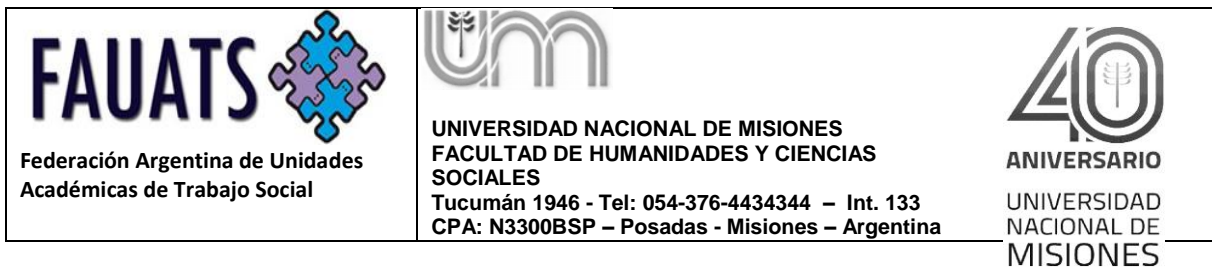 FAUATS
Federación Argentina de Unidades
Académicas de Trabajo Social
UNIVERSIDAD NACIONAL DE MISIONES
FACULTAD DE HUMANIDADES Y CIENCIAS
SOCIALES
Tucumán 1946 - Tel: 054-376-4434344 – Int. 133
CPA: N3300BSP – Posadas - Misiones – Argentina
40
ANIVERSARIO
UNIVERSIDAD
NACIONAL DE
MISIONES